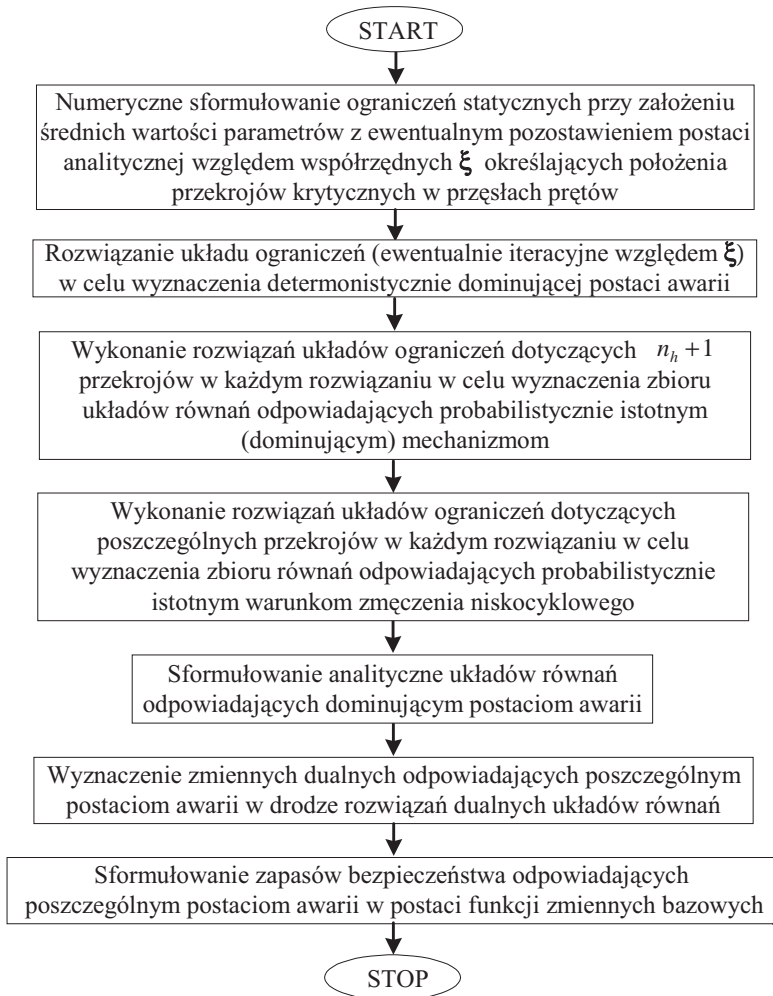 START
Numeryczne sformułowanie ograniczeń statycznych przy założeniu
średnich wartości parametrów z ewentualnym pozostawieniem postaci
analitycznej względem współrzędnych ξ określających położenia
przekrojów krytycznych w przęsłach prętów
Rozwiązanie układu ograniczeń (ewentualnie iteracyjne względem ξ)
w celu wyznaczenia determonistycznie dominującej postaci awarii
Wykonanie rozwiązań układów ograniczeń dotyczących n_h +1
przekrojów w każdym rozwiązaniu w celu wyznaczenia zbioru
układów równań odpowiadających probabilistycznie istotnym
(dominującym) mechanizmom
Wykonanie rozwiązań układów ograniczeń dotyczących
poszczególnych przekrojów w każdym rozwiązaniu w celu
wyznaczenia zbioru równań odpowiadających probabilistycznie
istotnym warunkom zmęczenia niskocyklowego
Sformułowanie analityczne układów równań
odpowiadających dominującym postaciom awarii
Wyznaczenie zmiennych dualnych odpowiadających poszczególnym
postaciom awarii w drodze rozwiązań dualnych układów równań
Sformułowanie zapasów bezpieczeństwa odpowiadających
poszczególnym postaciom awarii w postaci funkcji zmiennych bazowych
STOP